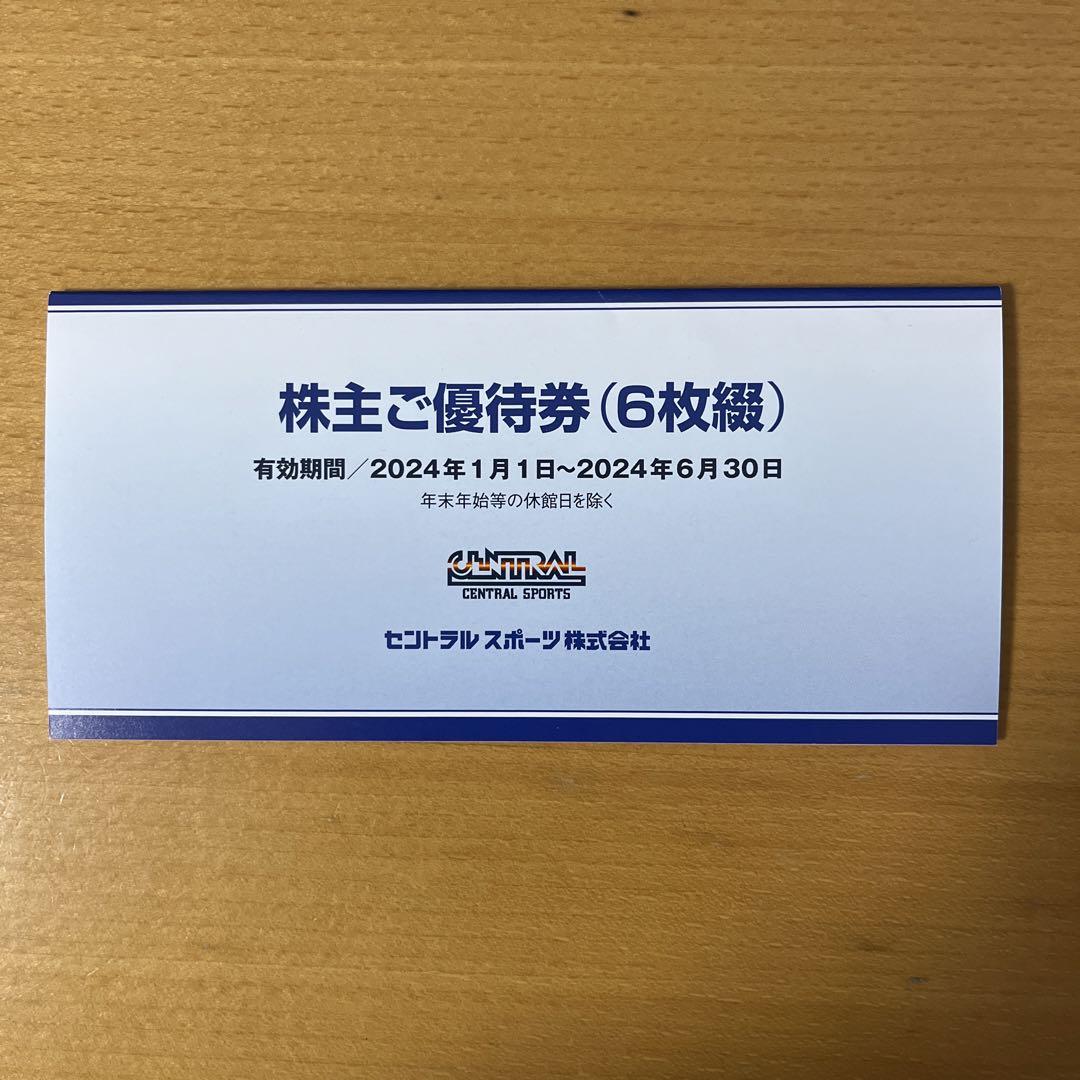 株主ご優待券(6枚綴)
有効期間/2024年1月1日~2024年6月30日
年末年始等の休館日を除く
CENTRAL
CENTRAL SPORTS
セントラルスポーツ株式会社